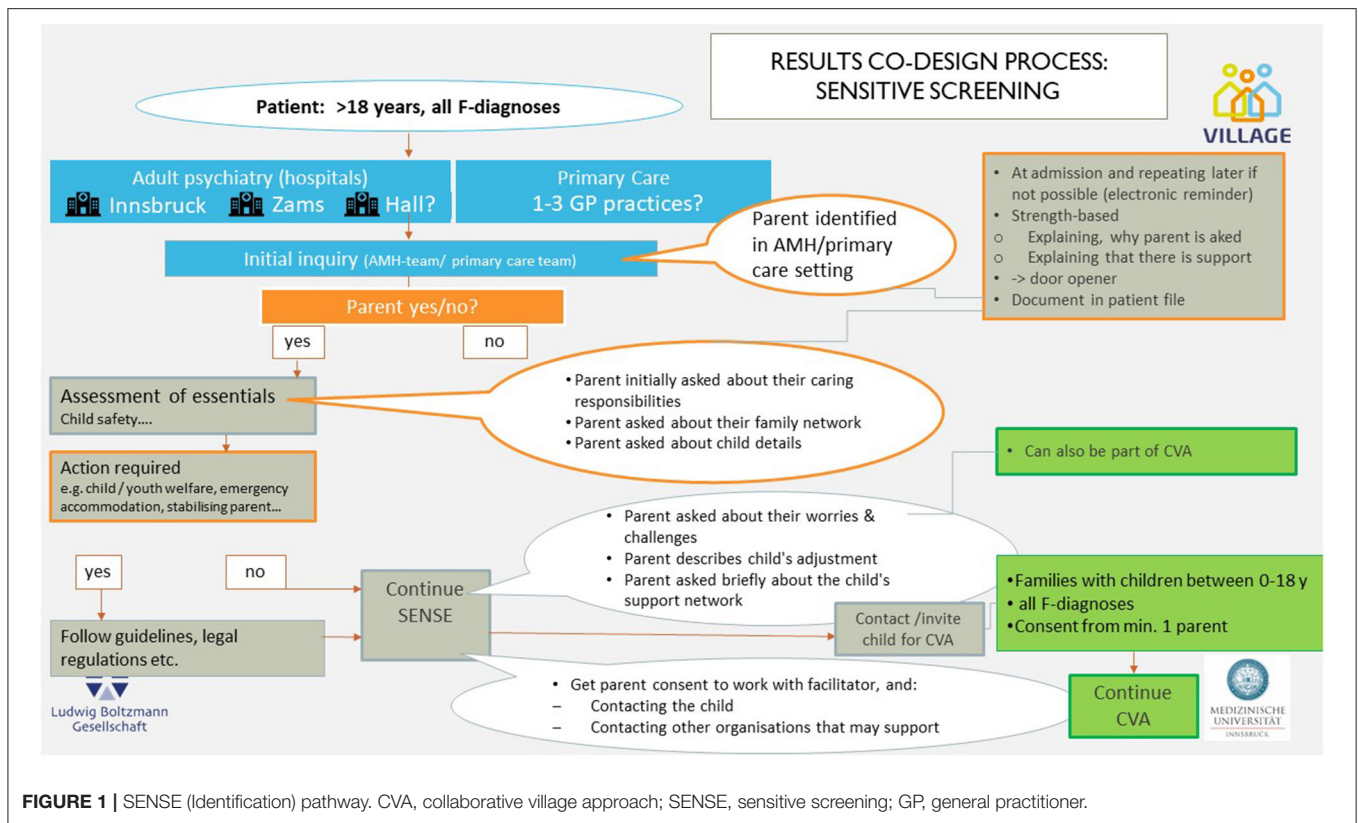 RESULTS CO-DESIGN PROCESS:
SENSITIVE SCREENING
VILLAGE
Patient: >18 years, all F-diagnoses
Adult psychiatry (hospitals)
Innsbruck
Zams
Hall?
Primary Care
1-3 GP practices?
Initial inquiry (AMH-team/ primary care team)
Parent identified
in AMH/primary
care setting
• At admission and repeating later if
not possible (electronic reminder)
• Strength-based
o Explaining, why parent is aked
o Explaining that there is support
• -> door opener
• Document in patient file
Parent yes/no?
yes
no
Assessment of essentials
Child safety....
• Parent initially asked about their caring
responsibilities
• Parent asked about their family network
• Parent asked about child details
Action required
e.g. child / youth welfare, emergency
accommodation, stabilising parent...
• Can also be part of CVA
• Parent asked about their worries &
challenges
• Parent describes child's adjustment
• Parent asked briefly about the child's
support network
yes
no
Continue
SENSE
Follow guidelines, legal
regulations etc.
Contact /invite
child for CVA
• Families with children between 0-18 y
• all F-diagnoses
• Consent from min. 1 parent
• Get parent consent to work with facilitator, and:
– Contacting the child
– Contacting other organisations that may support
Continue
CVA
Ludwig Boltzmann
Gesellschaft
MEDIZINISCHE
UNIVERSITÄT
INNSBRUCK
FIGURE 1 | SENSE (Identification) pathway. CVA, collaborative village approach; SENSE, sensitive screening; GP, general practitioner.